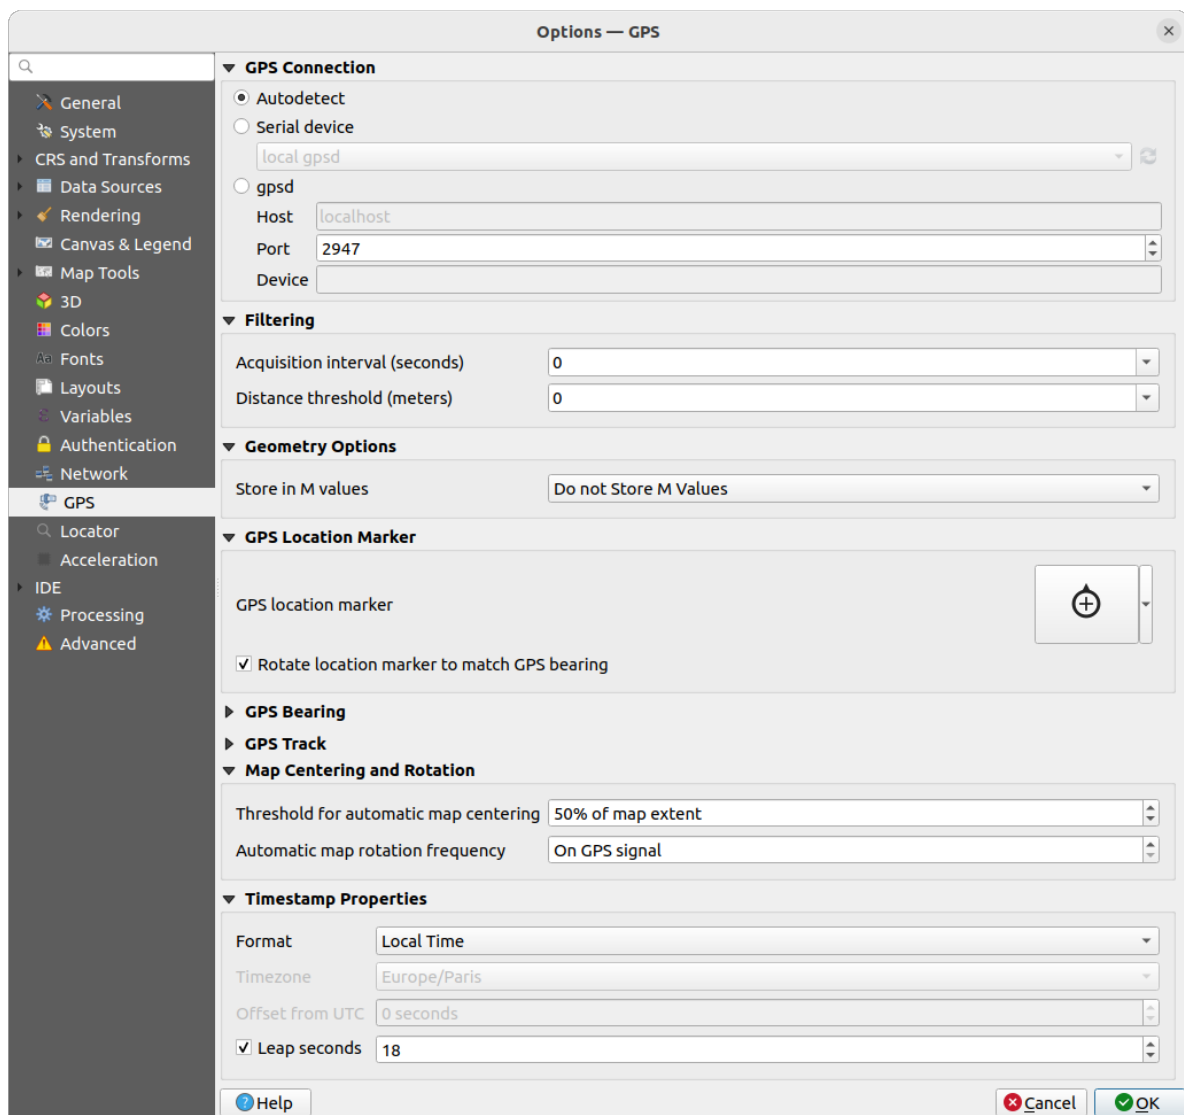 Options — GPS
General
System
CRS and Transforms
Data Sources
Rendering
Canvas & Legend
Map Tools
3D
Colors
Fonts
Layouts
Variables
Authentication
Network
GPS
Locator
Acceleration
IDE
Processing
Advanced
GPS Connection
Autodetect
Serial device
local gpsd
gpsd
Host localhost
Port 2947
Device
Filtering
Acquisition interval (seconds) 0
Distance threshold (meters) 0
Geometry Options
Store in M values Do not Store M Values
GPS Location Marker
GPS location marker
Rotate location marker to match GPS bearing
GPS Bearing
GPS Track
Map Centering and Rotation
Threshold for automatic map centering 50% of map extent
Automatic map rotation frequency On GPS signal
Timestamp Properties
Format Local Time
Timezone Europe/Paris
Offset from UTC 0 seconds
Leap seconds 18
Help Cancel OK